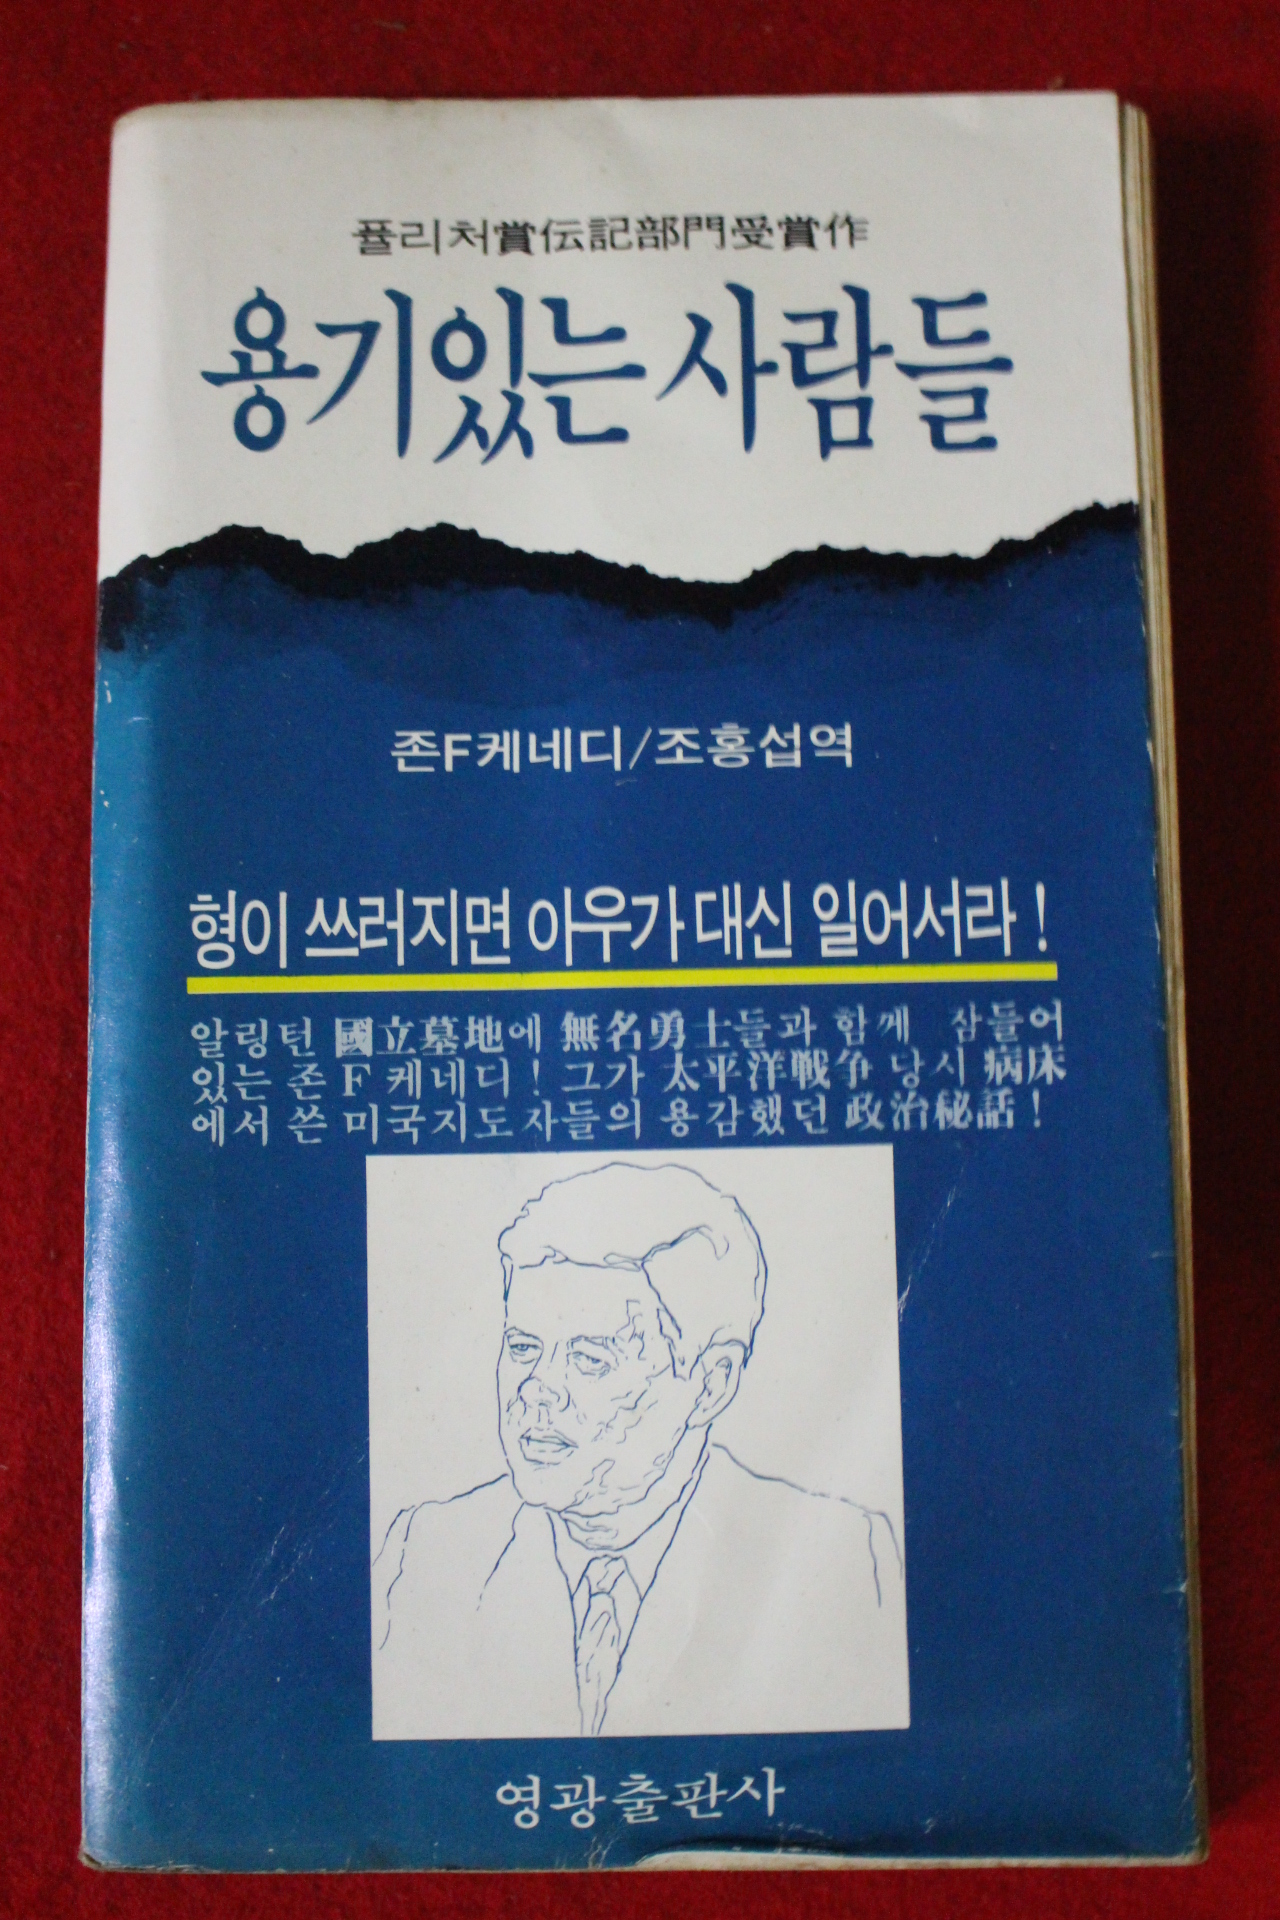 퓰리처賞伝記部門受賞作
용기있는 사람들
존F케네디/조홍섭역
형이 쓰러지면 아우가 대신 일어서라!
알링턴 國立墓地에 無名勇士들과 함께 잠들어
있는 존 F 케네디! 그가 太平洋戦争 당시 病床
에서 쓴 미국지도자들의 용감했던 政治秘話!
영광출판사